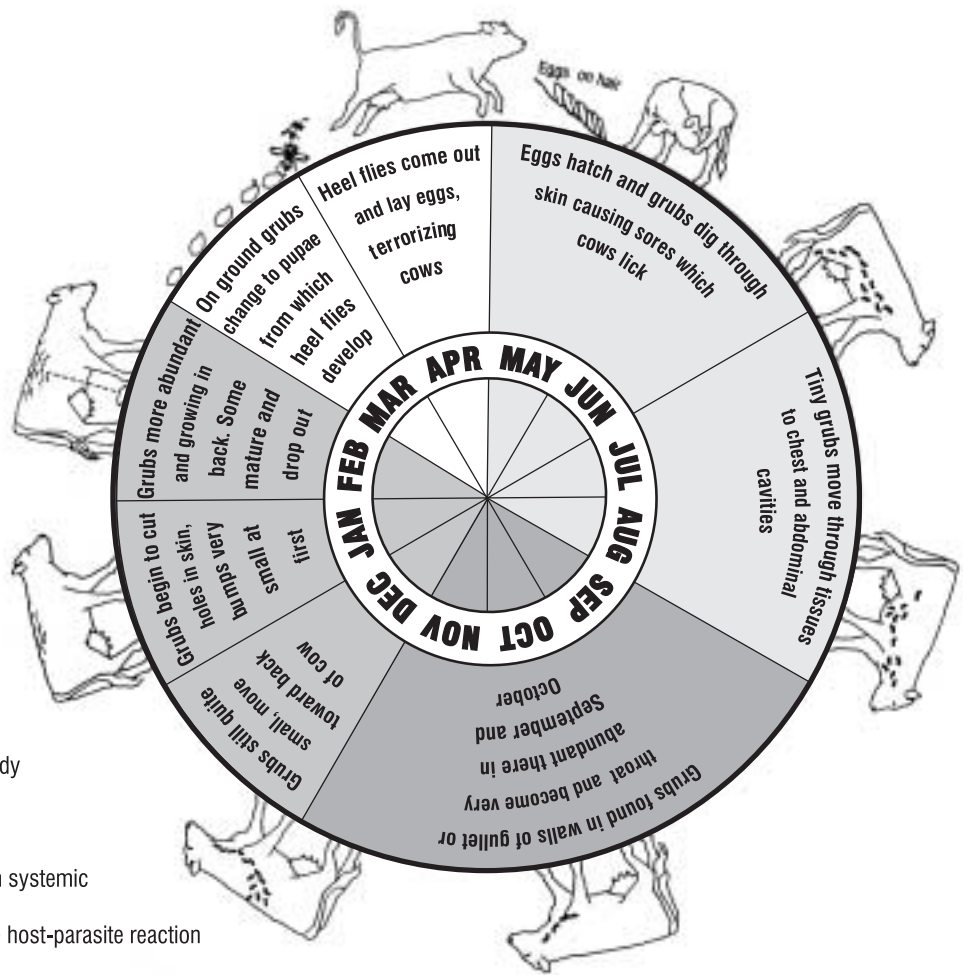 Eggs on hair
Heel flies come out
and lay eggs,
terrorizing
cows
Eggs hatch and grubs dig through
skin causing sores which
cows lick
Tiny grubs move through tissues
to chest and abdominal
cavities
Grubs found in walls of gullet or
throat and become very
abundant there in
September and
October
Grubs still quite
small, move
toward back
of cow
Grubs begin to cut
holes in skin,
bumps very
small at
first
Grubs more abundant
and growing in
back. Some
mature and
drop out
On ground grubs
change to pupae
from which
heel flies
develop
JAN FEB MAR APR MAY JUN JUL AUG SEP OCT NOV DEC
dy
systemic
host-parasite reaction